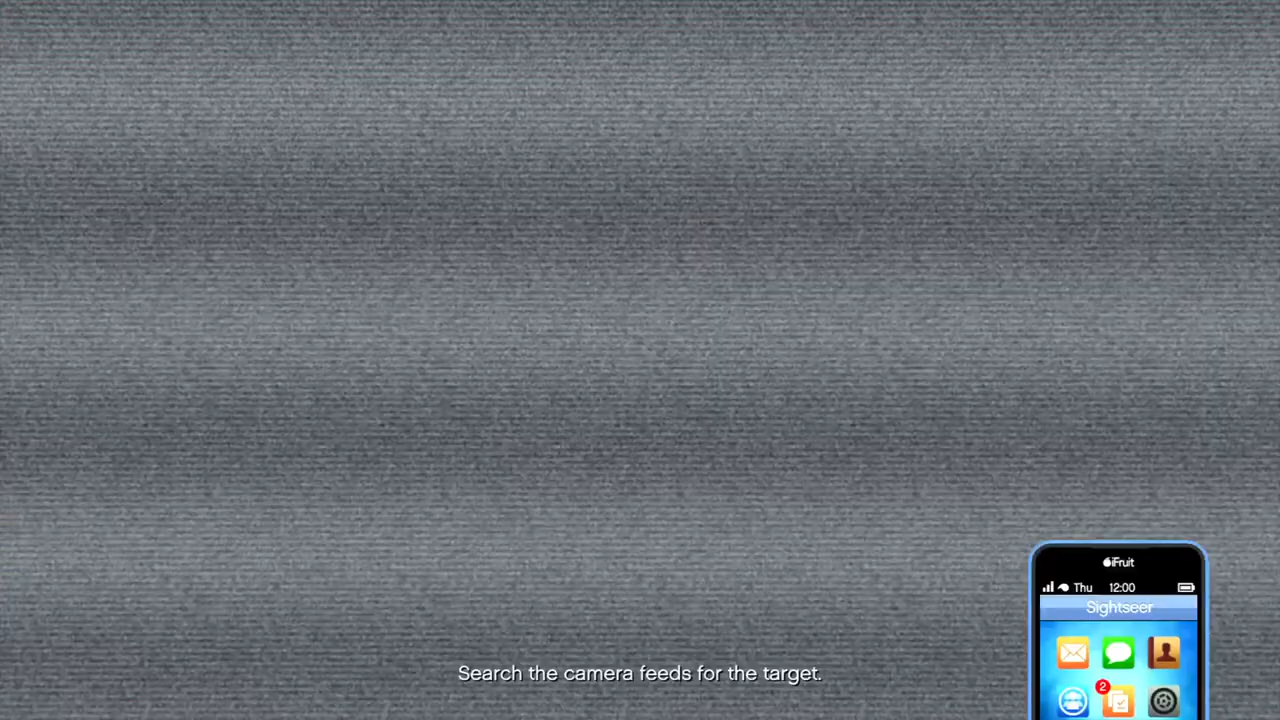 iFruit
Thu 12:00
Sightseer
2
Search the camera feeds for the target.